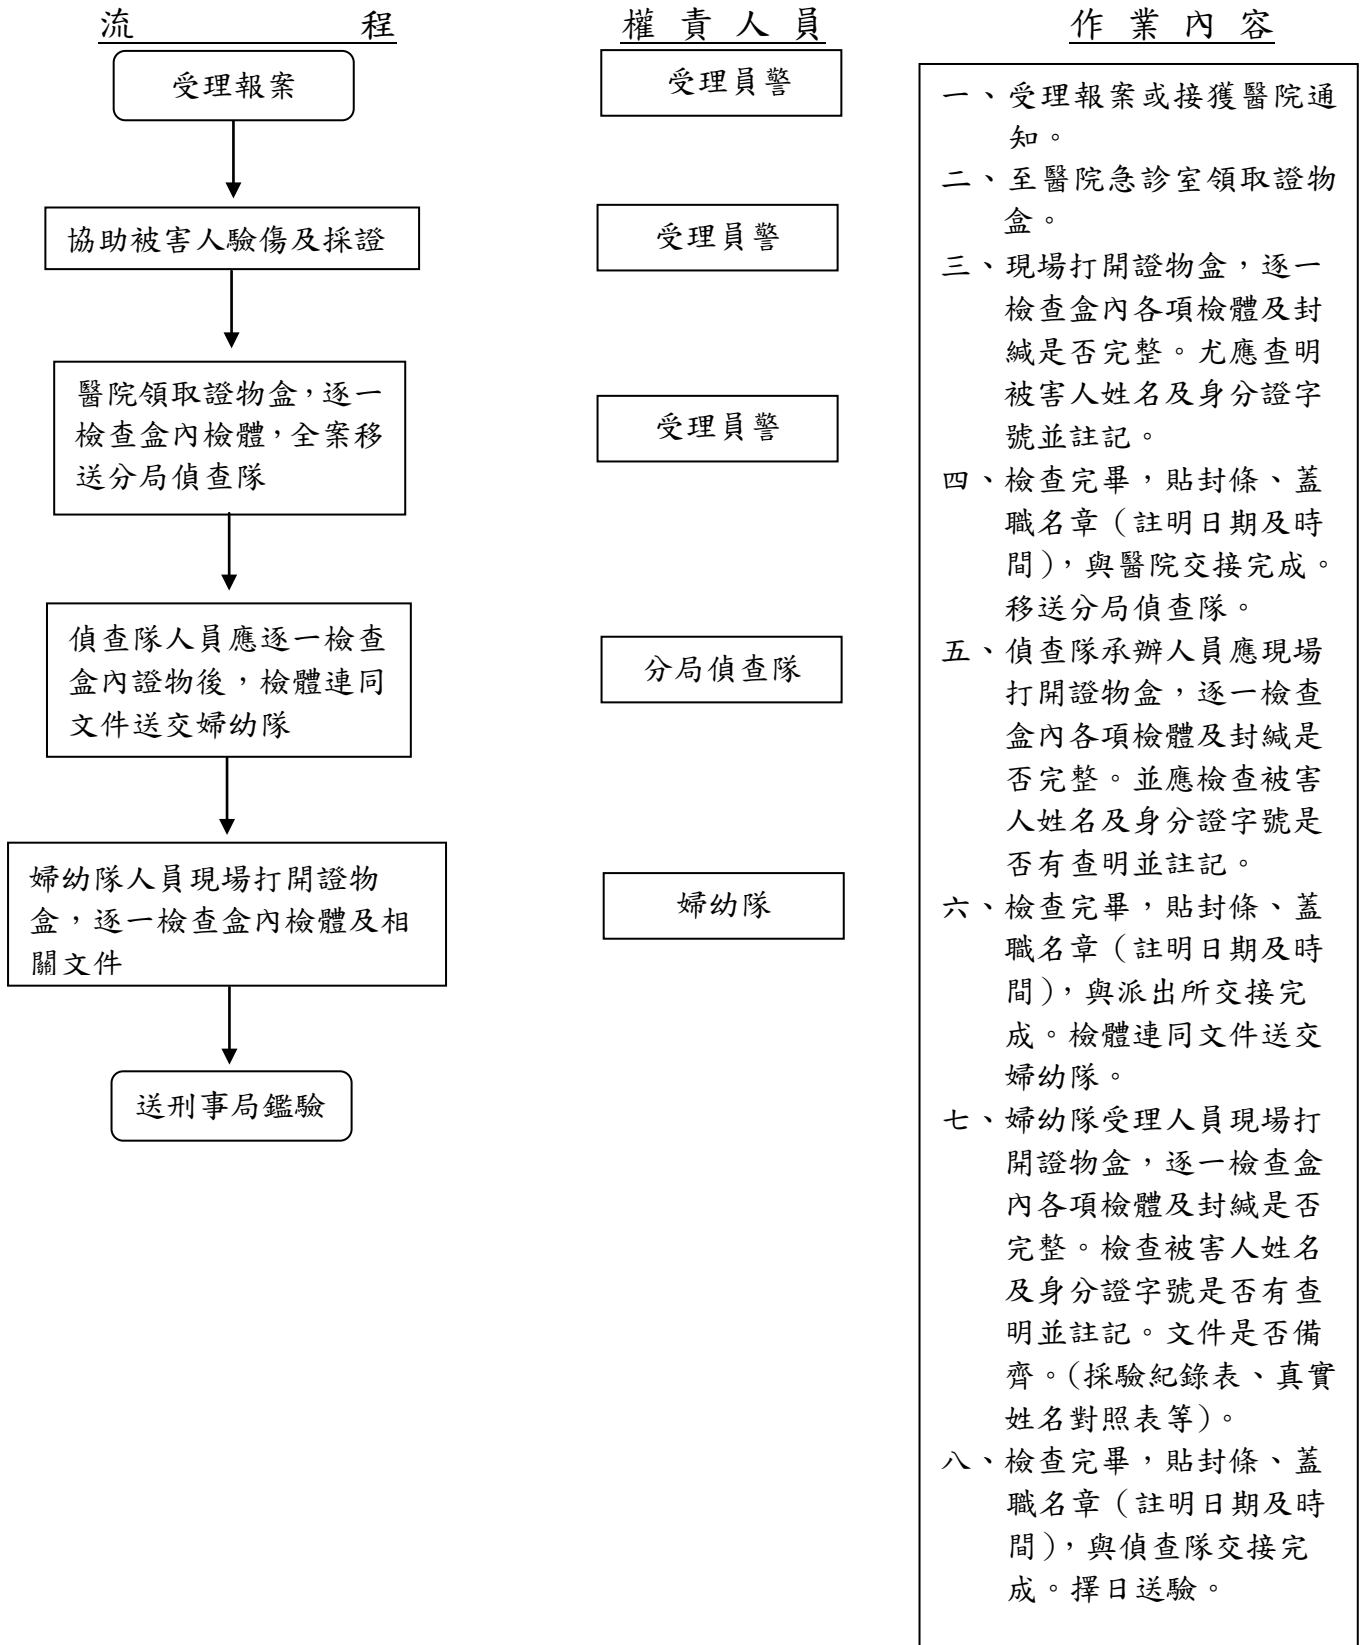 流程
權責人員
作業內容
受理報案
受理員警
協助被害人驗傷及採證
受理員警
醫院領取證物盒，逐一
檢查盒內檢體，全案移
送分局偵查隊
受理員警
偵查隊人員應逐一檢查
盒內證物後，檢體連同
文件送交婦幼隊
分局偵查隊
婦幼隊人員現場打開證物
盒，逐一檢查盒內檢體及相
關文件
婦幼隊
送刑事局鑑驗
一、受理報案或接獲醫院通
知。
二、至醫院急診室領取證物
盒。
三、現場打開證物盒，逐一
檢查盒內各項檢體及封
緘是否完整。尤應查明
被害人姓名及身分證字
號並註記。
四、檢查完畢，貼封條、蓋
職名章（註明日期及時
間），與醫院交接完成。
移送分局偵查隊。
五、偵查隊承辦人員應現場
打開證物盒，逐一檢查
盒內各項檢體及封緘是
否完整。並應檢查被害
人姓名及身分證字號是
否有查明並註記。
六、檢查完畢，貼封條、蓋
職名章（註明日期及時
間），與派出所交接完
成。檢體連同文件送交
婦幼隊。
七、婦幼隊受理人員現場打
開證物盒，逐一檢查盒
內各項檢體及封緘是否
完整。檢查被害人姓名
及身分證字號是否有查
明並註記。文件是否備
齊。(採驗紀錄表、真實
姓名對照表等)。
八、檢查完畢，貼封條、蓋
職名章（註明日期及時
間），與偵查隊交接完
成。擇日送驗。